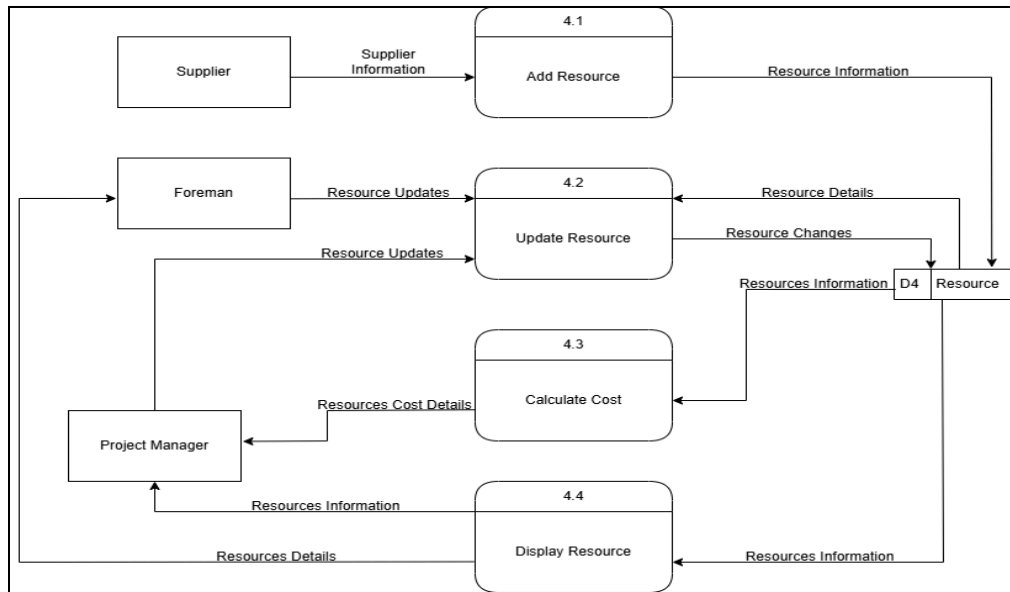 4.1
Supplier
Supplier
Information
Add Resource
Resource Information
4.2
Foreman
Resource Updates
Resource Details
Update Resource
Resource Changes
Resource Updates
Resources Information
D4
Resource
4.3
Calculate Cost
Resources Cost Details
Project Manager
4.4
Resources Information
Display Resource
Resources Details
Resources Information